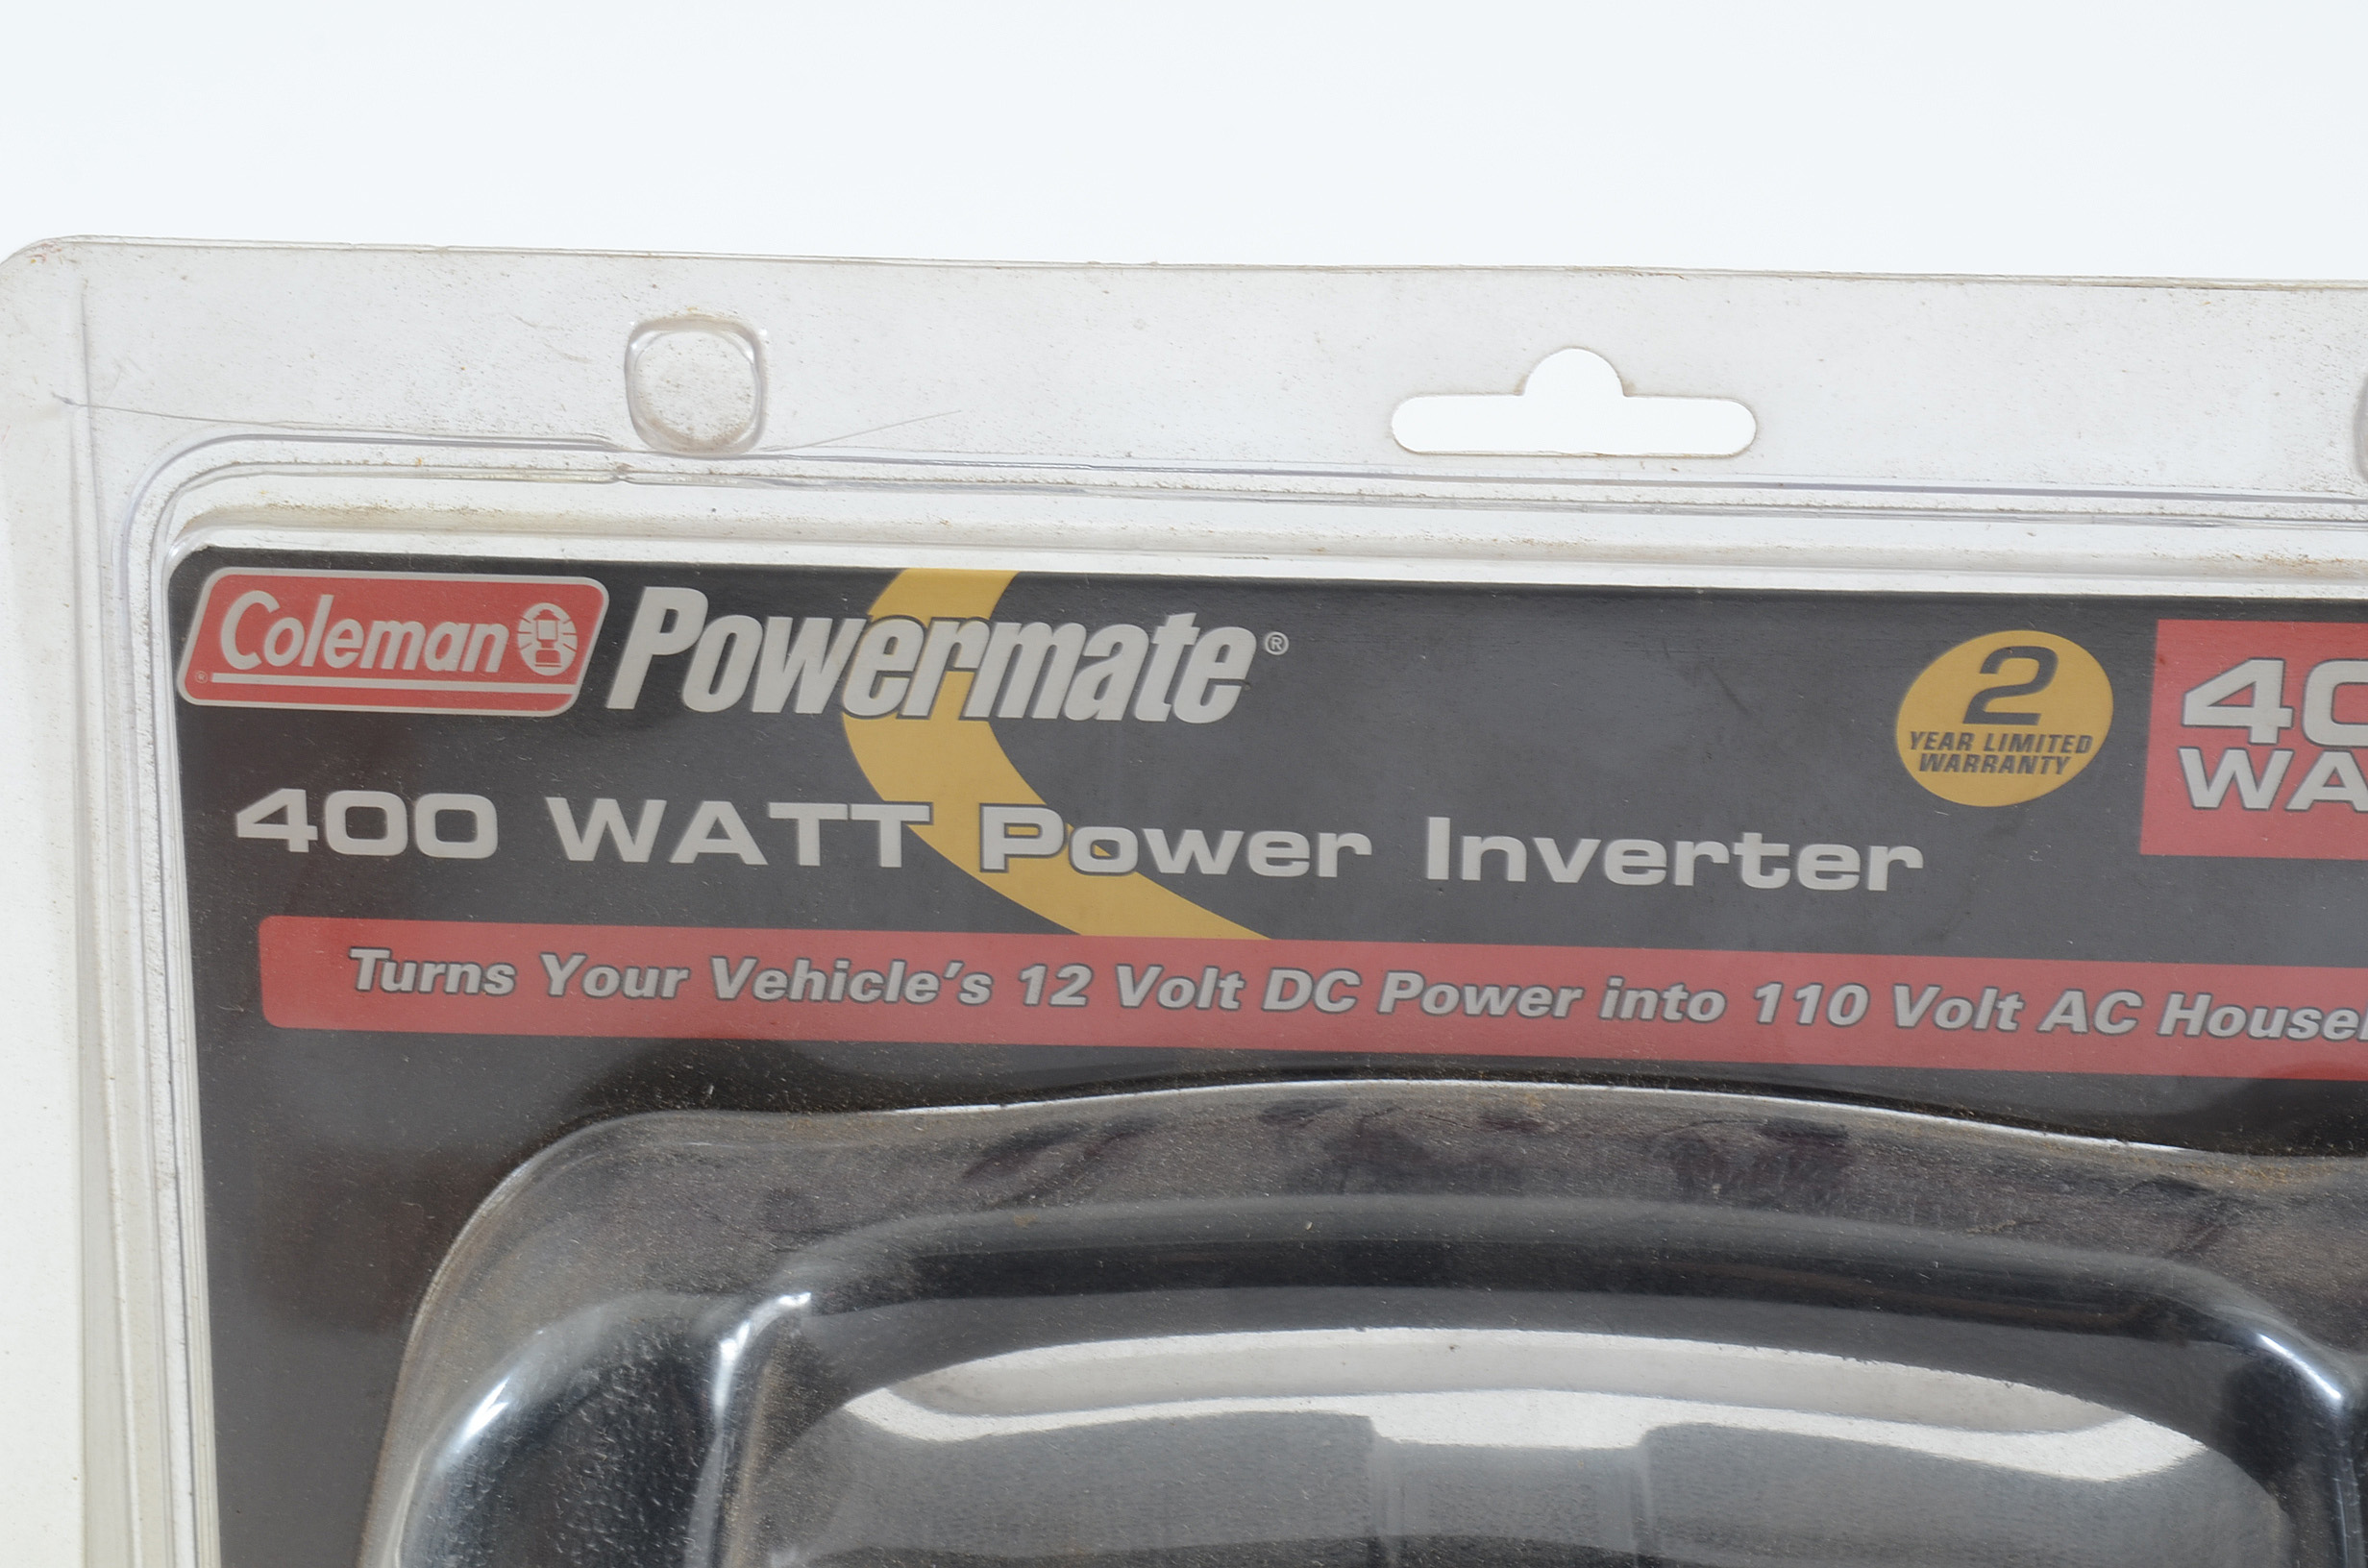 Coleman ® Powermate®
2
YEAR LIMITED
WARRANTY
400 WATT Power Inverter
Turns Your Vehicle's 12 Volt DC Power into 110 Volt AC